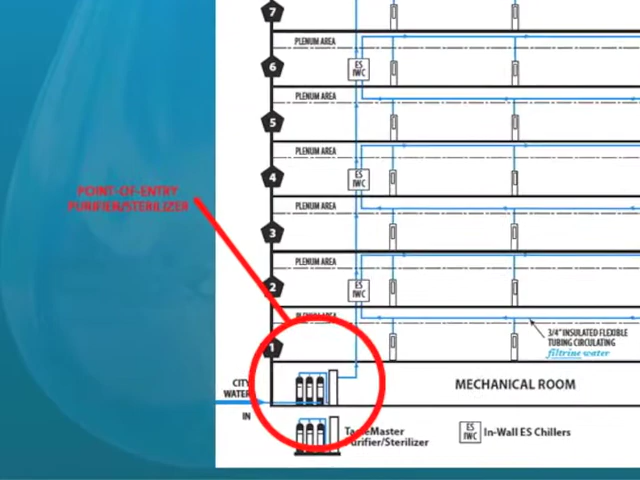 7
PLENUM AREA
6
ES
IWC
PLENUM AREA
5
PLENUM AREA
4
ES
IWC
POINT-OF-ENTRY
PURIFIER/STERILIZER
PLENUM AREA
3
PLENUM AREA
2
ES
IWC
PLENUM AREA
1
3/4" INSULATED FLEXIBLE
TUBING CIRCULATING
filtrine water
CITY
WATER
IN
MECHANICAL ROOM
TasteMaster
Purifier/Sterilizer
ES
IWC
In-Wall ES Chillers